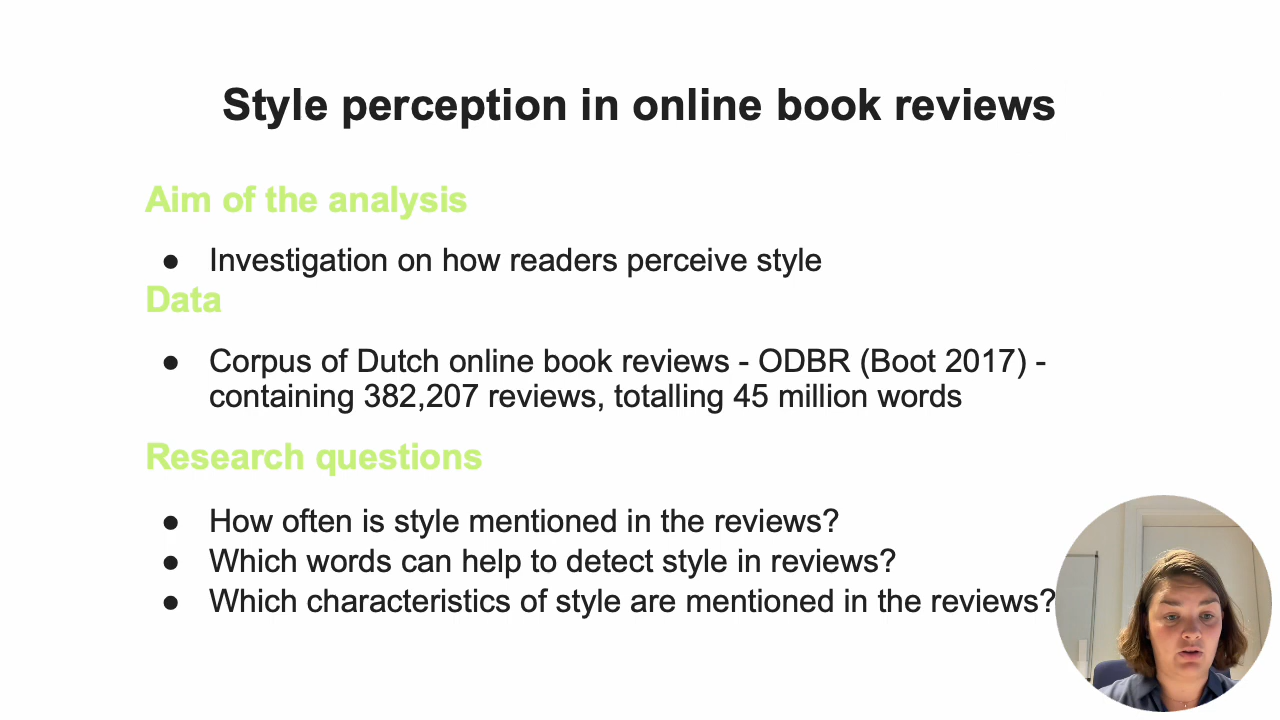 Style perception in online book reviews
Aim of the analysis
● Investigation on how readers perceive style
Data
● Corpus of Dutch online book reviews - ODBR (Boot 2017) -
containing 382,207 reviews, totalling 45 million words
Research questions
● How often is style mentioned in the reviews?
● Which words can help to detect style in reviews?
● Which characteristics of style are mentioned in the reviews?